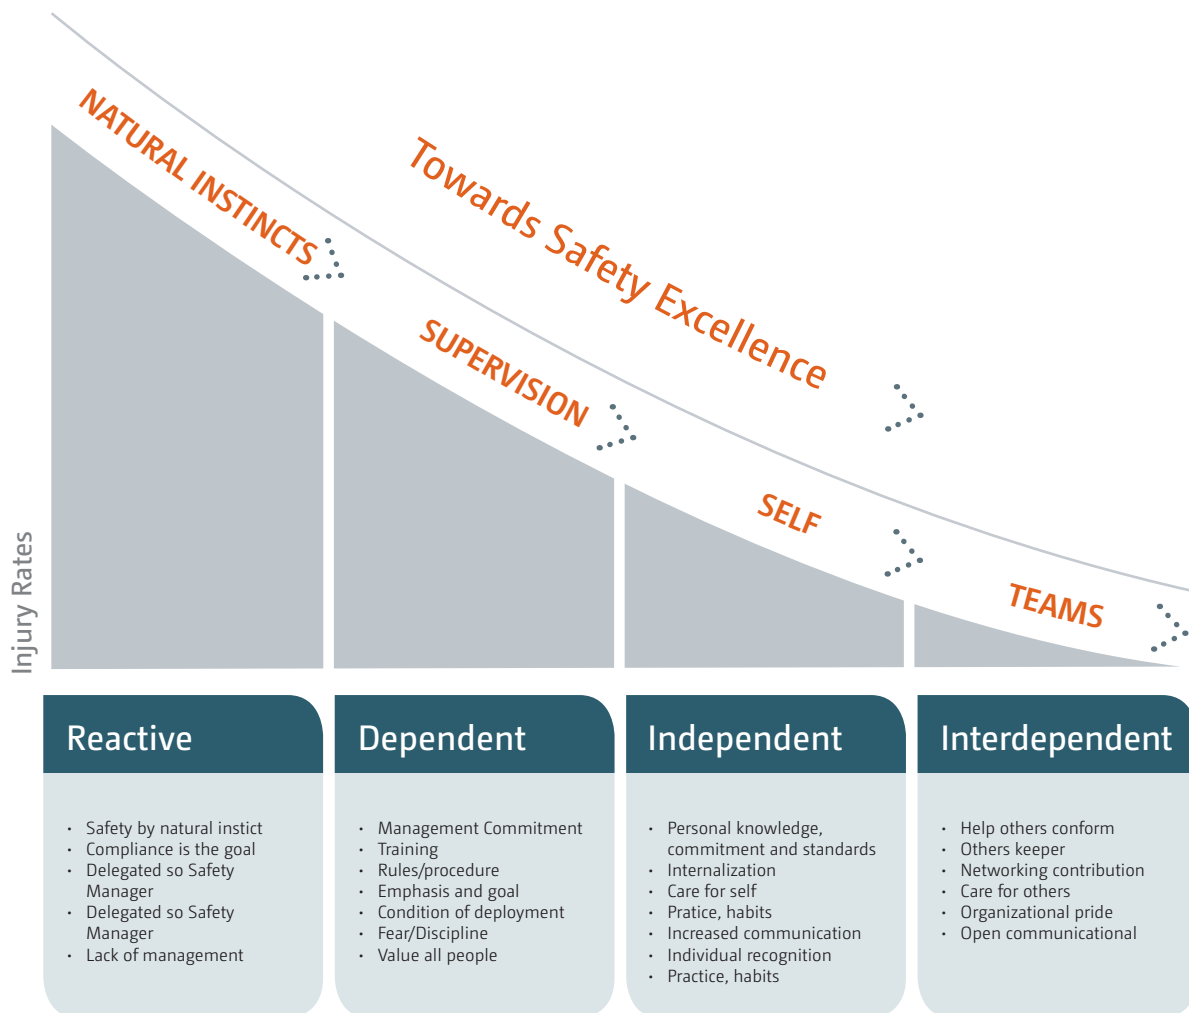 NATURAL INSTINCTS
Towards Safety Excellence
SUPERVISION
SELF
TEAMS
Injury Rates
Reactive
• Safety by natural instict
• Compliance is the goal
• Delegated so Safety
Manager
• Delegated so Safety
Manager
• Lack of management
Dependent
• Management Commitment
• Training
• Rules/procedure
• Emphasis and goal
• Condition of deployment
• Fear/Discipline
• Value all people
Independent
• Personal knowledge,
commitment and standards
• Internalization
• Care for self
• Pratice, habits
• Increased communication
• Individual recognition
• Practice, habits
Interdependent
• Help others conform
• Others keeper
• Networking contribution
• Care for others
• Organizational pride
• Open communicational